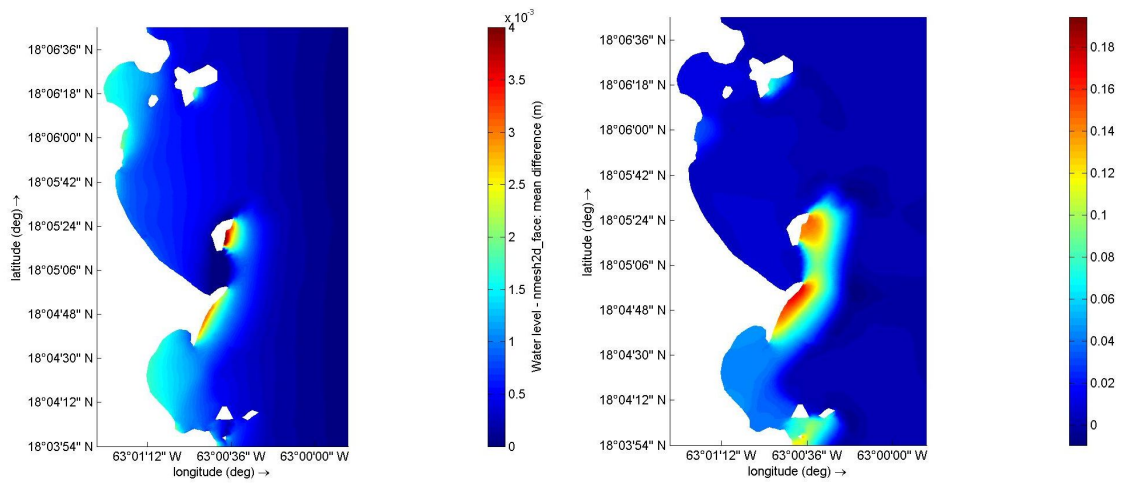 x 10⁻³
18°06'36" N
18°06'18" N
18°06'00" N
18°05'42" N
18°05'24" N
18°05'06" N
18°04'48" N
18°04'30" N
18°04'12" N
18°03'54" N
latitude (deg) →
63°01'12" W 63°00'36" W 63°00'00" W
longitude (deg) →
4
3.5
3
2.5
2
1.5
1
0.5
0
Water level - nmesh2d_face: mean difference (m)
18°06'36" N
18°06'18" N
18°06'00" N
18°05'42" N
18°05'24" N
18°05'06" N
18°04'48" N
18°04'30" N
18°04'12" N
18°03'54" N
latitude (deg) →
63°01'12" W 63°00'36" W 63°00'00" W
longitude (deg) →
0.18
0.16
0.14
0.12
0.1
0.08
0.06
0.04
0.02
0